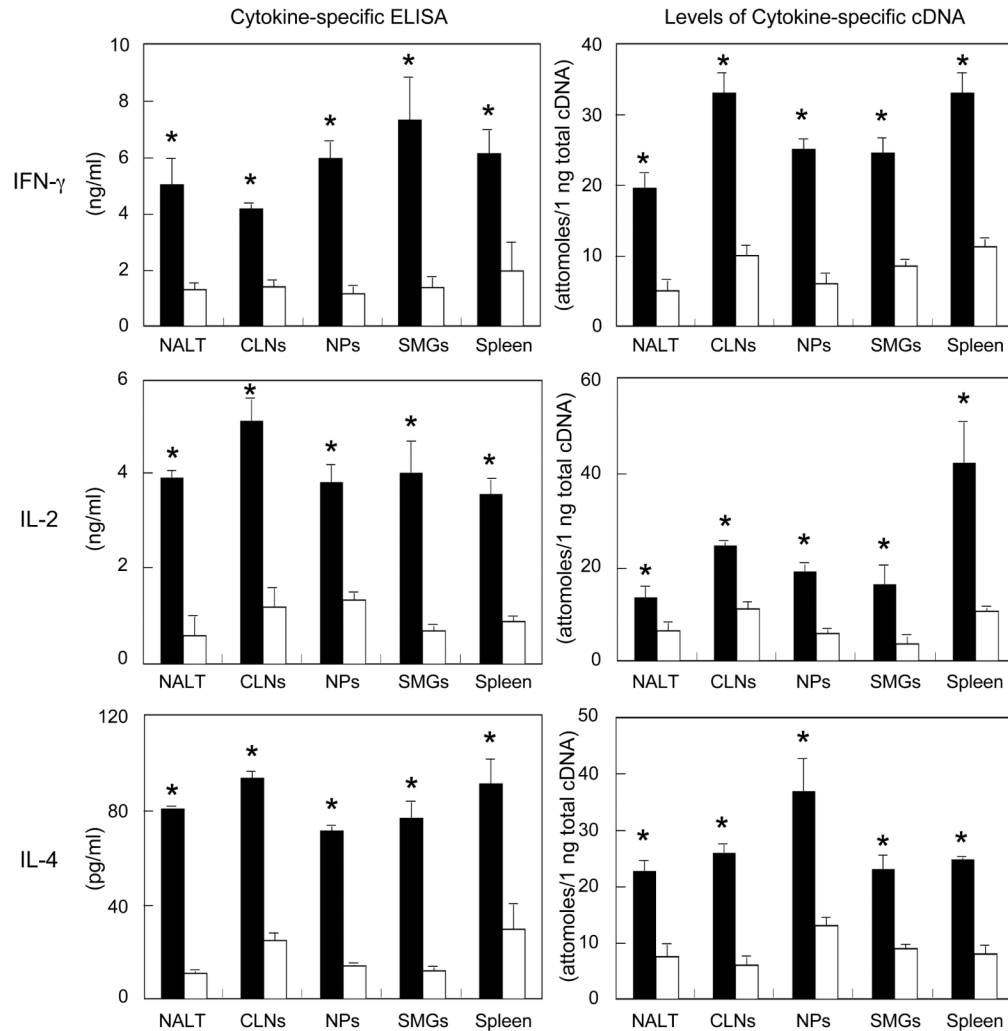 Cytokine-specific ELISA
Levels of Cytokine-specific cDNA
IFN-γ
(ng/ml)
10
8
6
4
2
0
* * * * *
NALT CLNs NPs SMGs Spleen
(attomoles/1 ng total cDNA)
40
30
20
10
0
* * * * *
NALT CLNs NPs SMGs Spleen
IL-2
(ng/ml)
6
4
2
0
* * * * *
NALT CLNs NPs SMGs Spleen
(attomoles/1 ng total cDNA)
60
40
20
0
* * * * *
NALT CLNs NPs SMGs Spleen
IL-4
(pg/ml)
120
80
40
0
* * * * *
NALT CLNs NPs SMGs Spleen
(attomoles/1 ng total cDNA)
50
40
30
20
10
0
* * * * *
NALT CLNs NPs SMGs Spleen